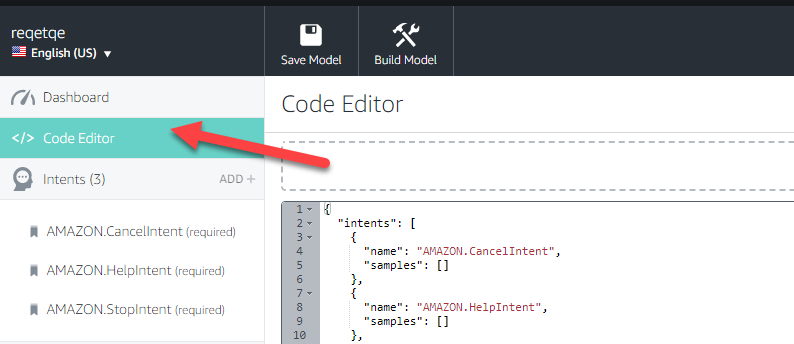 reqetqe
English (US) ▼
Save Model
Build Model
Dashboard
</> Code Editor
Intents (3) ADD +
AMAZON.CancelIntent (required)
AMAZON.HelpIntent (required)
AMAZON.StopIntent (required)
Code Editor
1 {
2 "intents": [
3 {
4 "name": "AMAZON.CancelIntent",
5 "samples": []
6 },
7 {
8 "name": "AMAZON.HelpIntent",
9 "samples": []
10 },